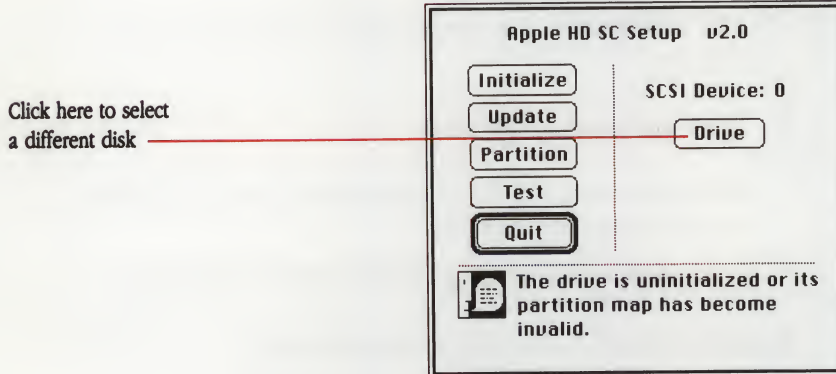 Click here to select
a different disk
Apple HD SC Setup v2.0
Initialize
Update
Partition
Test
Quit
SCSI Device: 0
Drive
The drive is uninitialized or its
partition map has become
invalid.